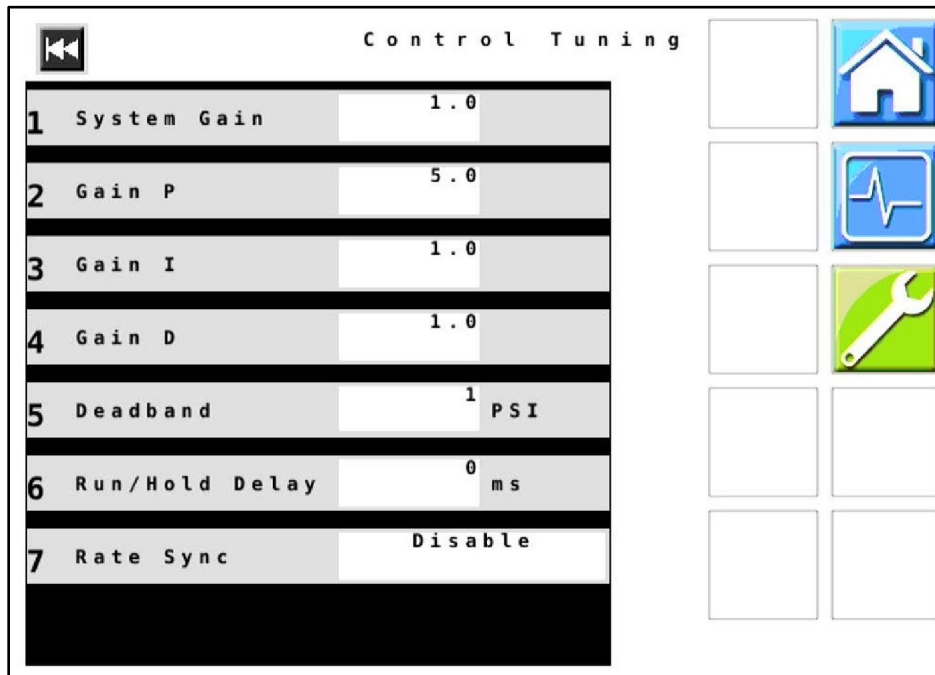 Control Tuning
1 System Gain 1.0
2 Gain P 5.0
3 Gain I 1.0
4 Gain D 1.0
5 Deadband 1 PSI
6 Run/Hold Delay 0 ms
7 Rate Sync Disable